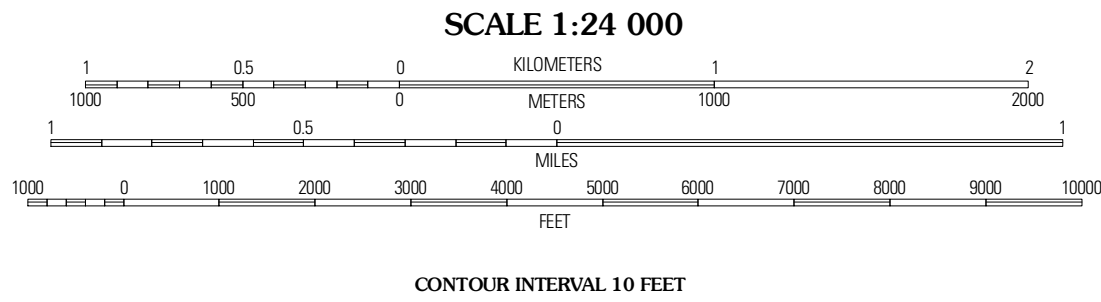 SCALE 1:24 000
1 0.5 0 KILOMETERS 1 2
1000 500 0 METERS 1000 2000
1 0.5 0 1
MILES
1000 0 1000 2000 3000 4000 5000 6000 7000 8000 9000 10000
FEET
CONTOUR INTERVAL 10 FEET